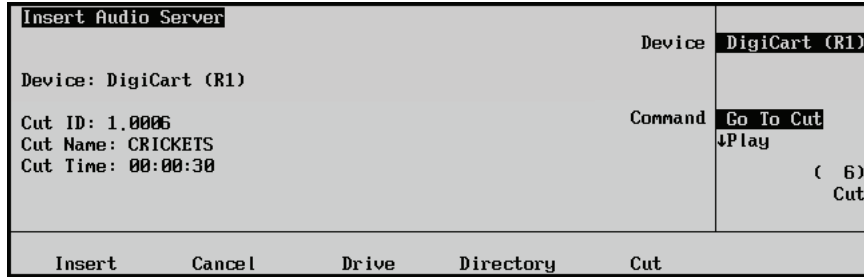 Insert Audio Server
Device DigiCart (R1)
Device: DigiCart (R1)
Cut ID: 1.0006
Command Go To Cut
Cut Name: CRICKETS
↓Play
Cut Time: 00:00:30
( 6)
Cut
Insert Cancel Drive Directory Cut